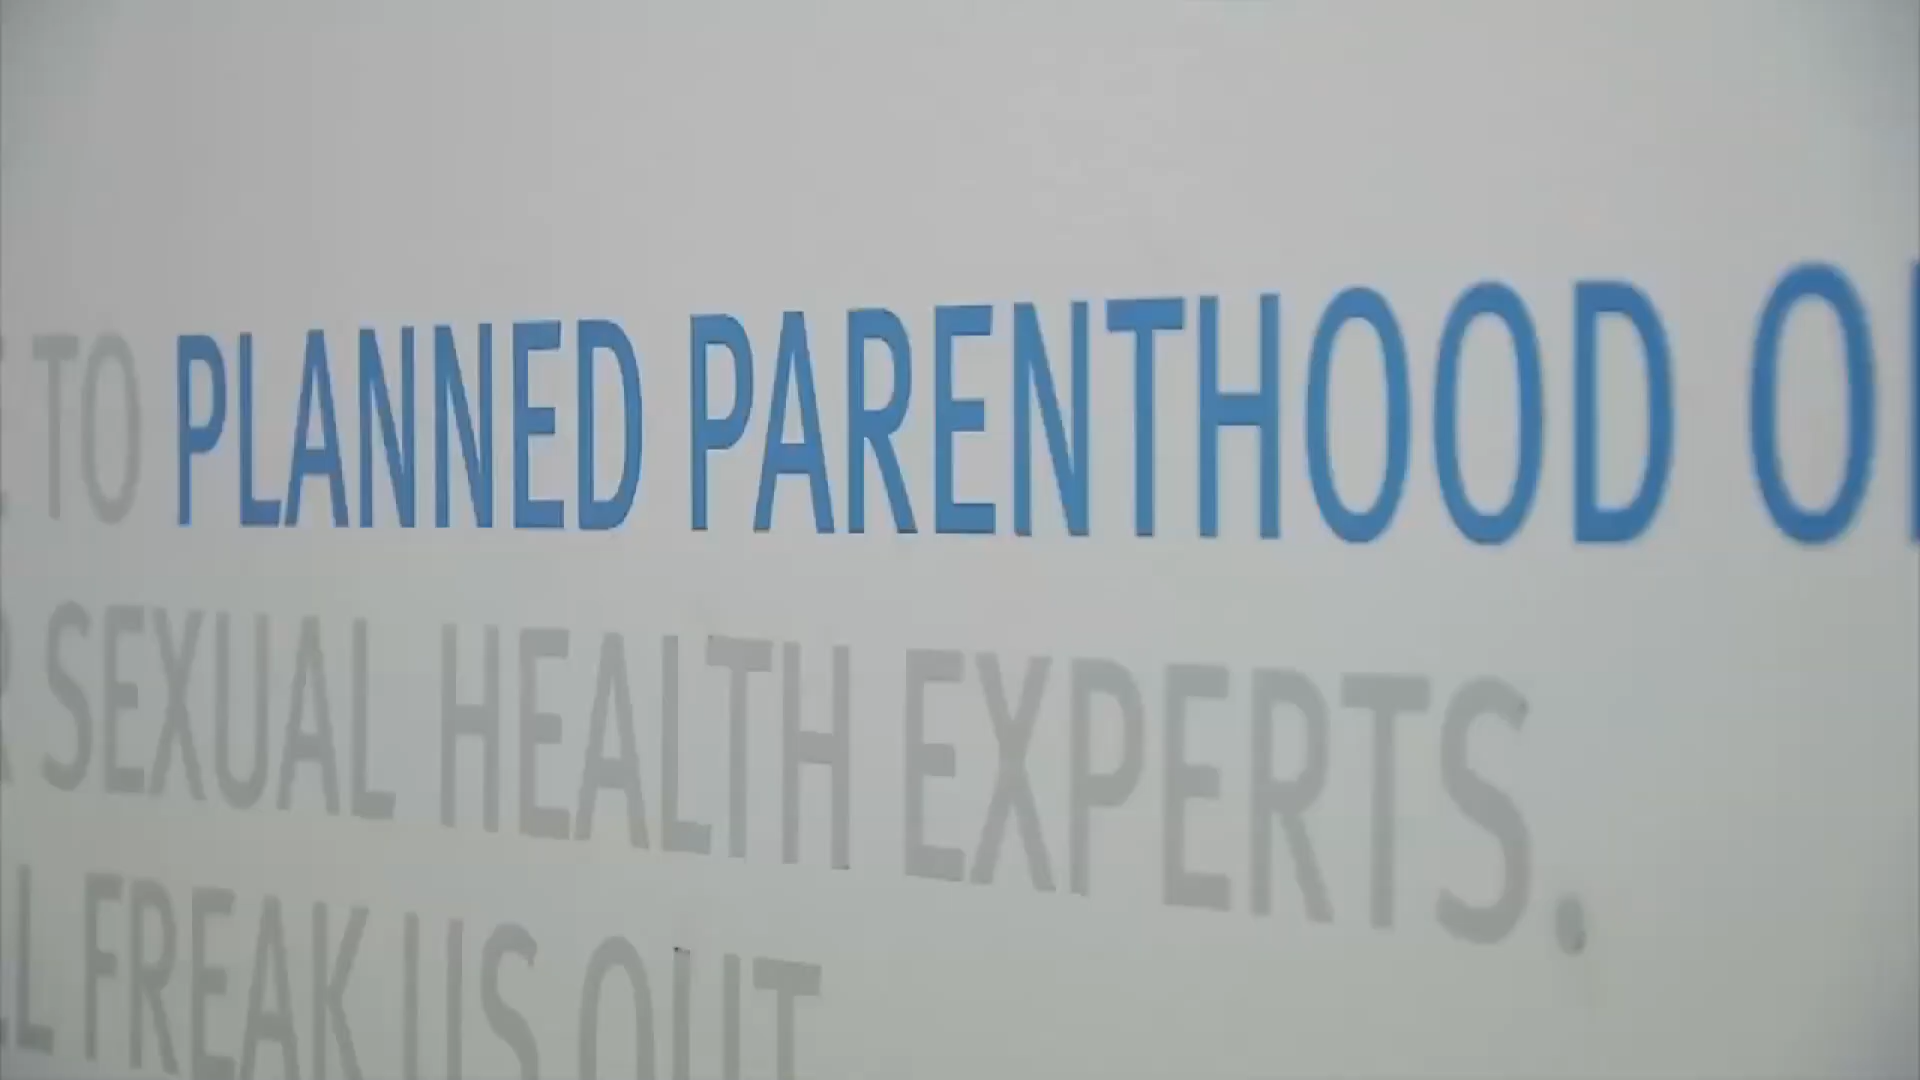 TO PLANNED PARENTHOOD
SEXUAL HEALTH EXPERTS.
FREAK US OUT